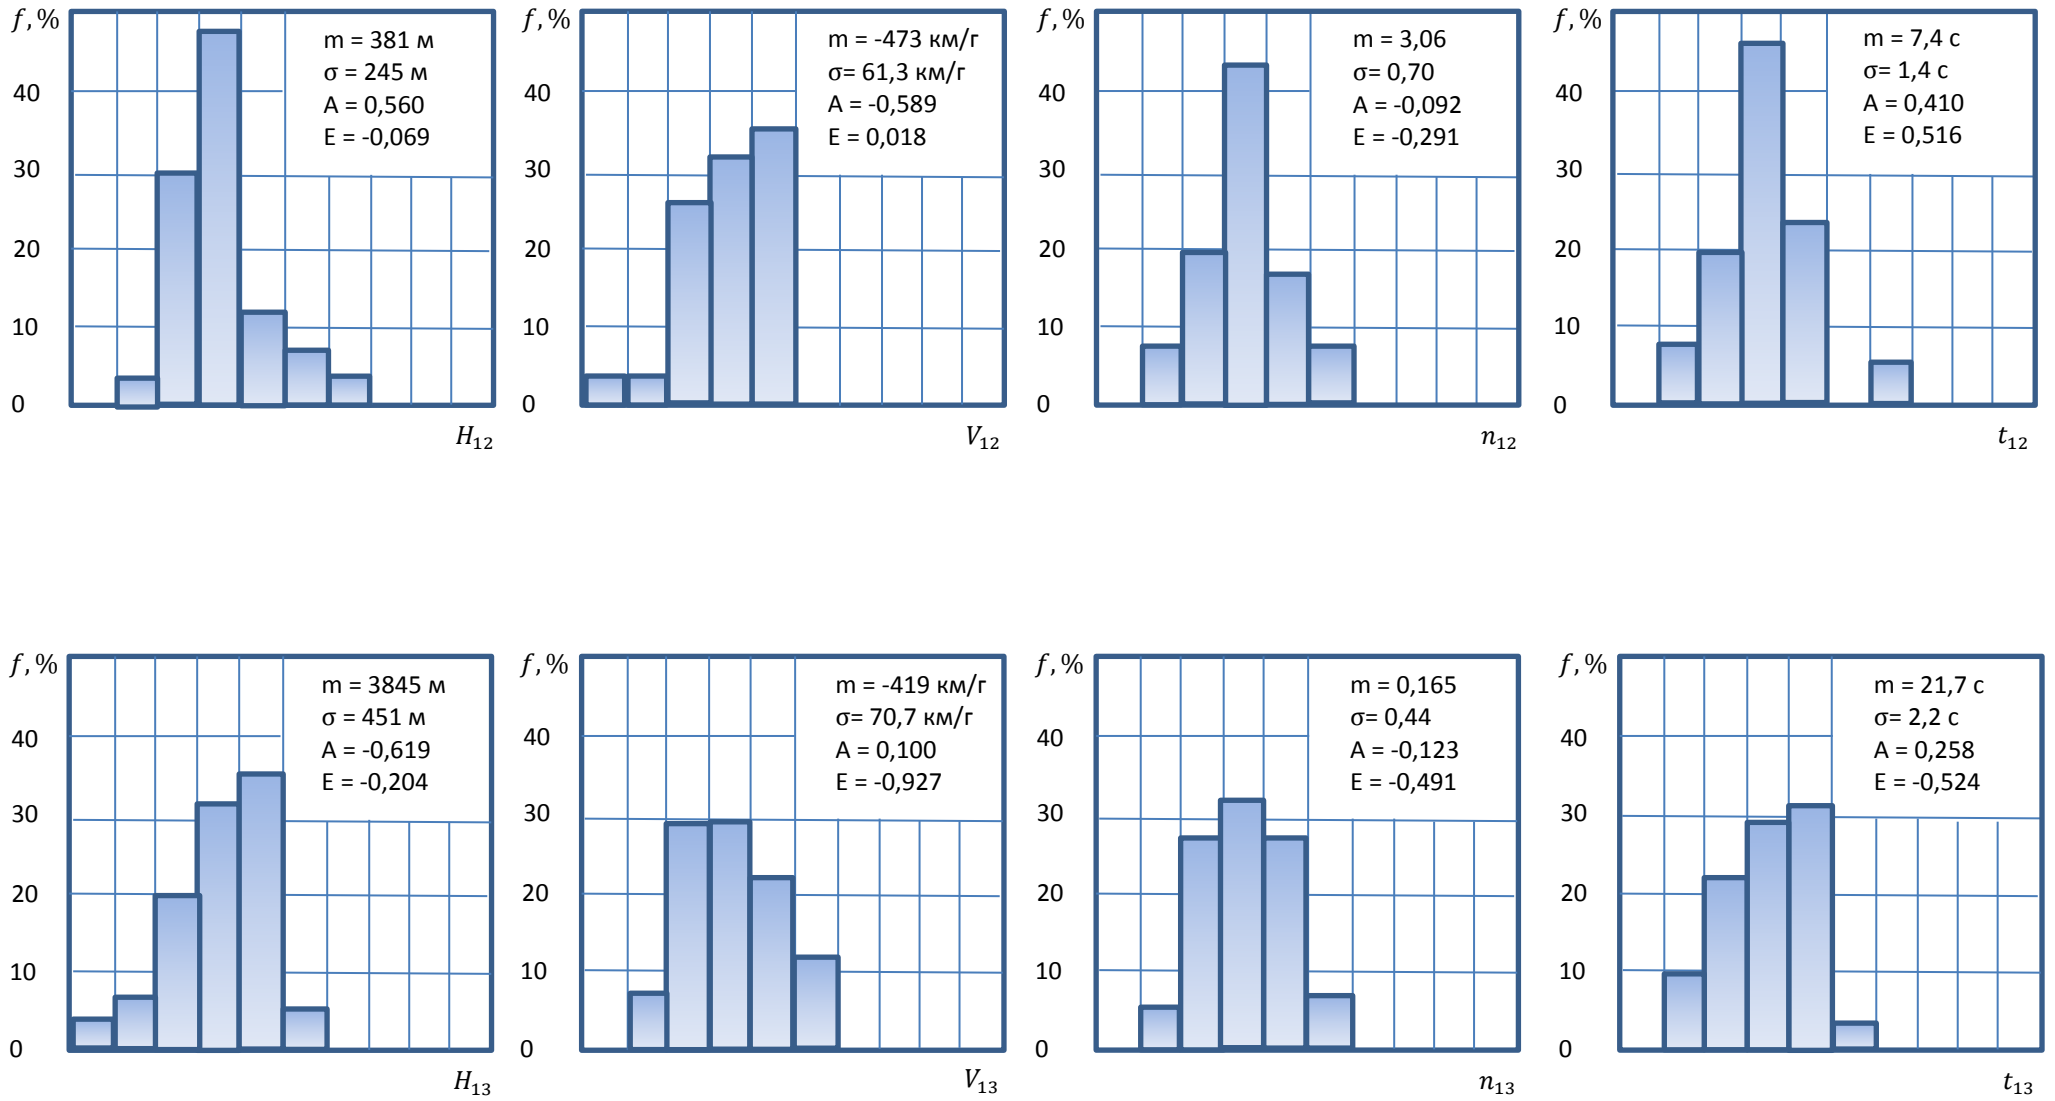 f, %
40
30
20
10
0
m = 381 м
σ = 245 м
A = 0,560
E = -0,069
H₁₂
f, %
40
30
20
10
0
m = -473 км/г
σ= 61,3 км/г
A = -0,589
E = 0,018
V₁₂
f, %
40
30
20
10
0
m = 3,06
σ= 0,70
A = -0,092
E = -0,291
n₁₂
f, %
40
30
20
10
0
m = 7,4 с
σ= 1,4 с
A = 0,410
E = 0,516
t₁₂
f, %
40
30
20
10
0
m = 3845 м
σ = 451 м
A = -0,619
E = -0,204
H₁₃
f, %
40
30
20
10
0
m = -419 км/г
σ= 70,7 км/г
A = 0,100
E = -0,927
V₁₃
f, %
40
30
20
10
0
m = 0,165
σ= 0,44
A = -0,123
E = -0,491
n₁₃
f, %
40
30
20
10
0
m = 21,7 с
σ= 2,2 с
A = 0,258
E = -0,524
t₁₃